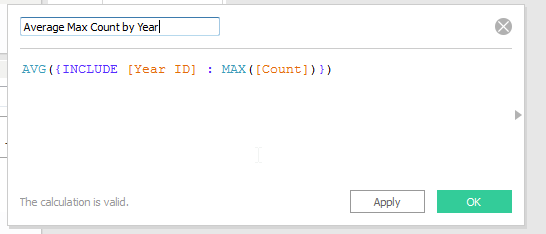 Average Max Count by Year
AVG({INCLUDE [Year ID] : MAX([Count])})
The calculation is valid.
Apply
OK